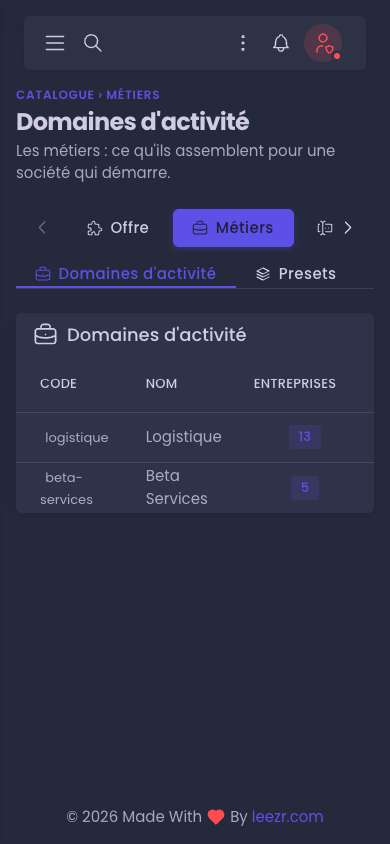 CATALOGUE › MÉTIERS
Domaines d'activité
Les métiers : ce qu'ils assemblent pour une
société qui démarre.
Offre
Métiers
Domaines d'activité
Presets
Domaines d'activité
CODE NOM ENTREPRISES
logistique Logistique 13
beta-
services
Beta
Services
5
© 2026 Made With By leezr.com